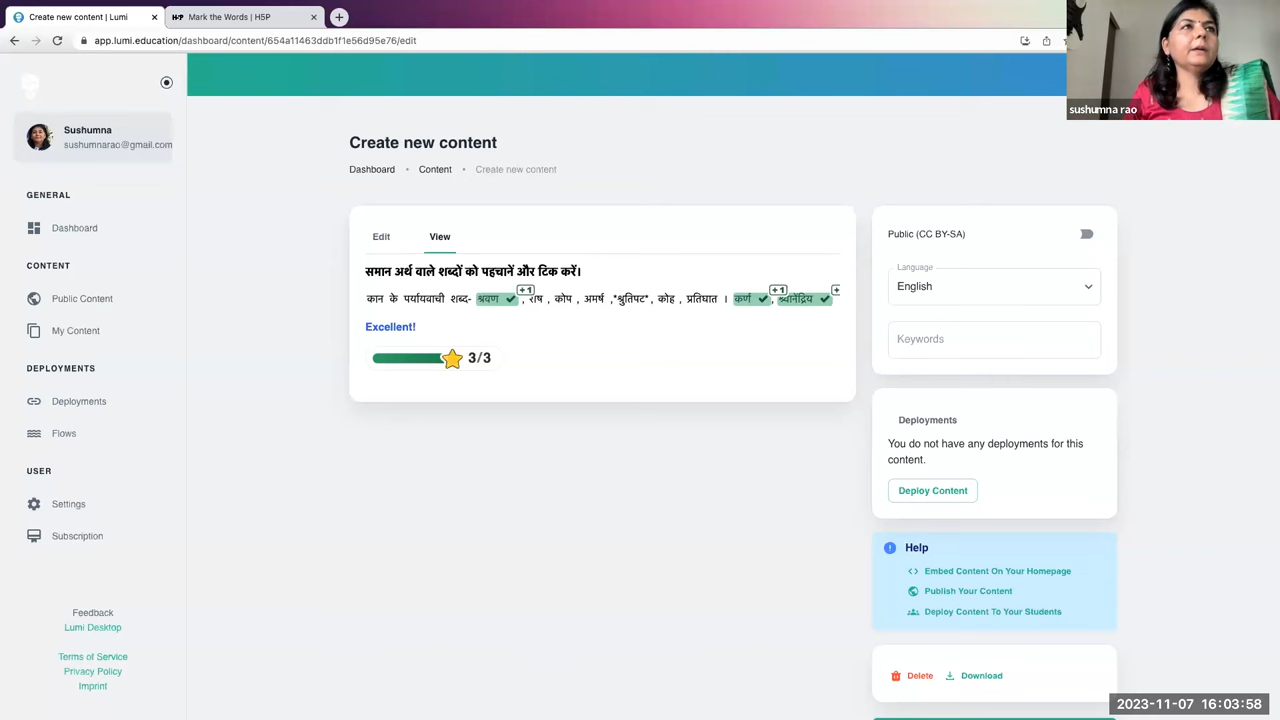 Create new content | Lumi
H5P Mark the Words | H5P
app.lumi.education/dashboard/content/654a11463ddb1f1e56d95e76/edit
sushumna rao
Sushumna
sushumnarao@gmail.com
GENERAL
Dashboard
CONTENT
Public Content
My Content
DEPLOYMENTS
Deployments
Flows
USER
Settings
Subscription
Feedback
Lumi Desktop
Terms of Service
Privacy Policy
Imprint
Create new content
Dashboard • Content • Create new content
Edit View
समान अर्थ वाले शब्दों को पहचानें और टिक करें।
+1 +1 +
कान के पर्यायवाची शब्द- श्रवण , रोष , कोप , अमर्ष ,*श्रुतिपट*, कोह , प्रतिघात । कर्ण ,
Excellent!
3/3
Public (CC BY-SA)
Language
English
Keywords
Deployments
You do not have any deployments for this
content.
Deploy Content
Help
Embed Content On Your Homepage
Publish Your Content
Deploy Content To Your Students
Delete Download
2023-11-07 16:03:58